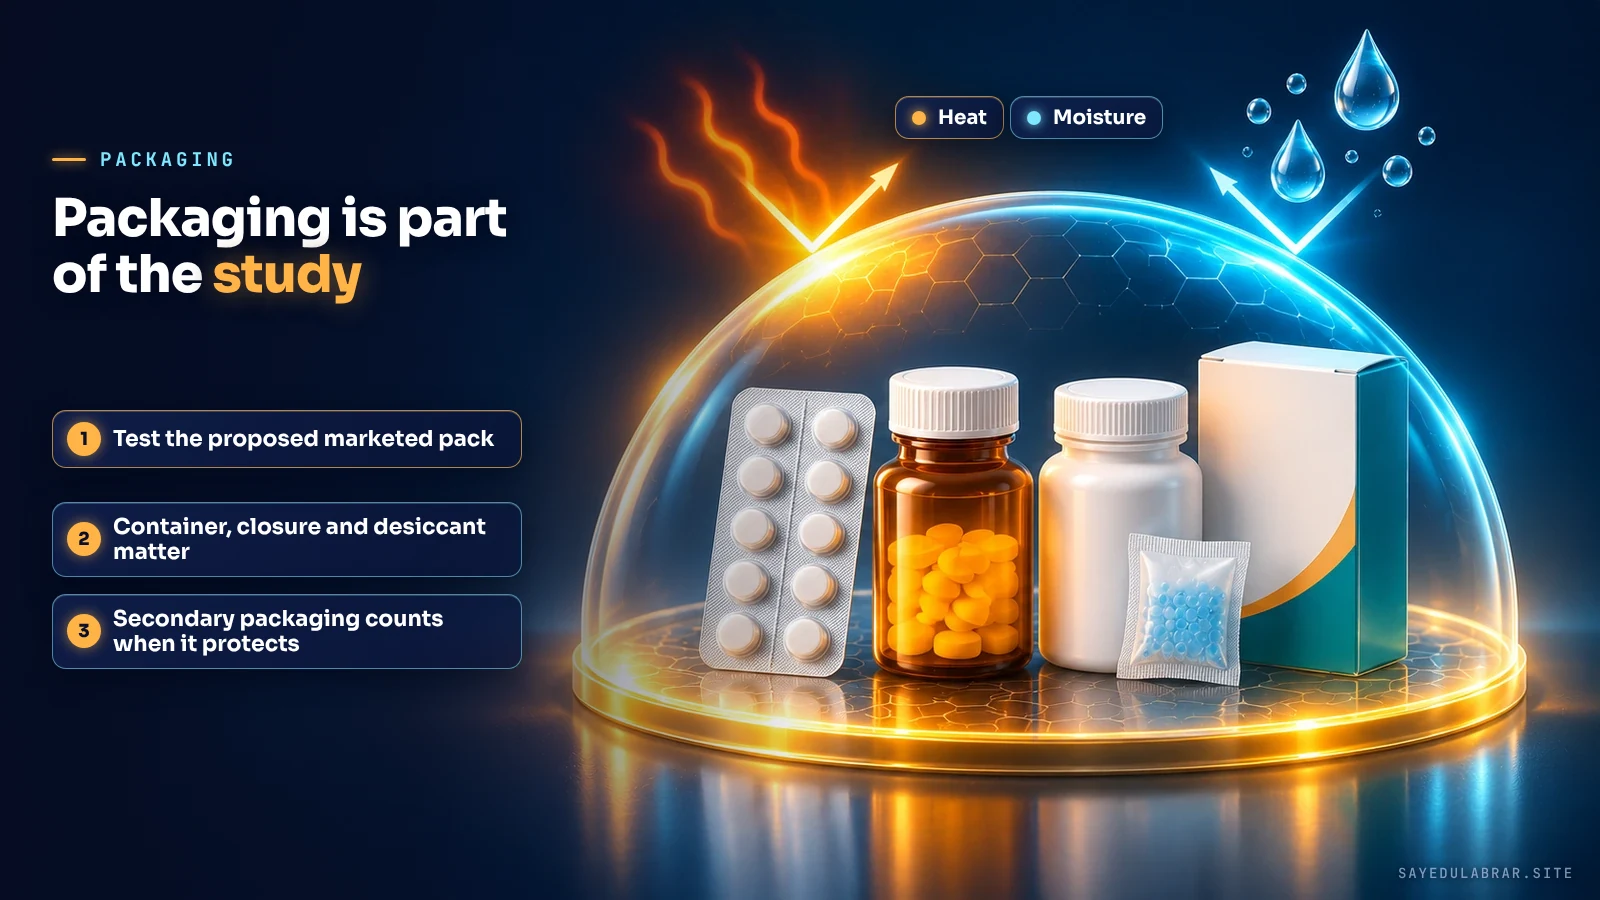 PACKAGING
Packaging is part
of the study
1 Test the proposed marketed pack
2 Container, closure and desiccant
matter
3 Secondary packaging counts
when it protects
Heat
Moisture
SAYEDULABRAR.SITE